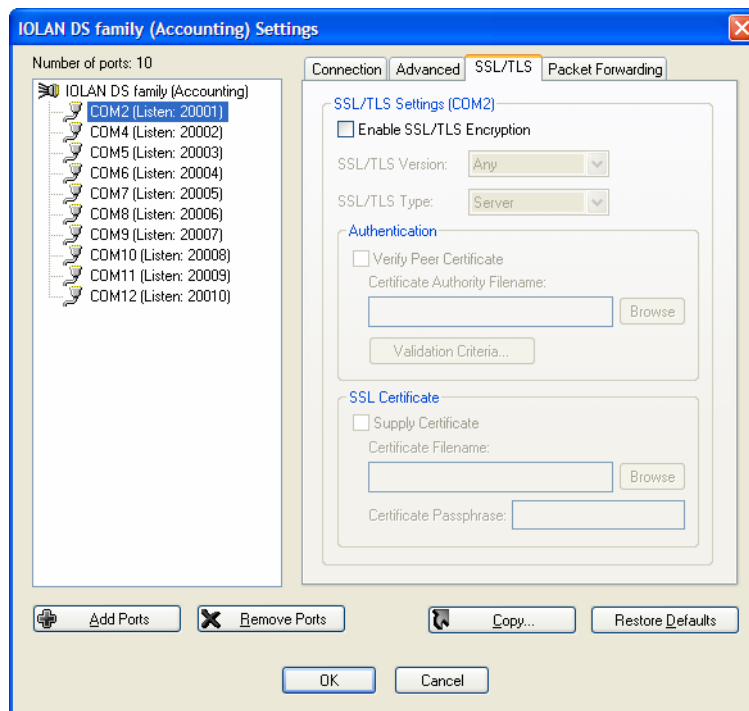 IOLAN DS family (Accounting) Settings
Number of ports: 10
IOLAN DS family (Accounting)
COM2 (Listen: 20001)
COM4 (Listen: 20002)
COM5 (Listen: 20003)
COM6 (Listen: 20004)
COM7 (Listen: 20005)
COM8 (Listen: 20006)
COM9 (Listen: 20007)
COM10 (Listen: 20008)
COM11 (Listen: 20009)
COM12 (Listen: 20010)
Connection Advanced SSL/TLS Packet Forwarding
SSL/TLS Settings (COM2)
Enable SSL/TLS Encryption
SSL/TLS Version: Any
SSL/TLS Type: Server
Authentication
Verify Peer Certificate
Certificate Authority Filename:
Browse
Validation Criteria...
SSL Certificate
Supply Certificate
Certificate Filename:
Browse
Certificate Passphrase:
Add Ports Remove Ports Copy... Restore Defaults
OK Cancel